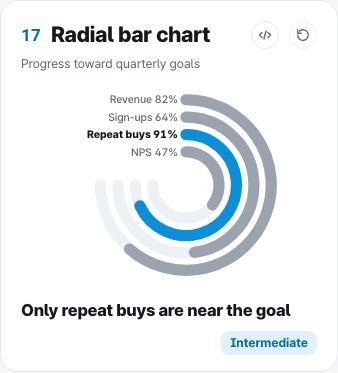 17 Radial bar chart
Progress toward quarterly goals
Revenue 82%
Sign-ups 64%
Repeat buys 91%
NPS 47%
Only repeat buys are near the goal
Intermediate